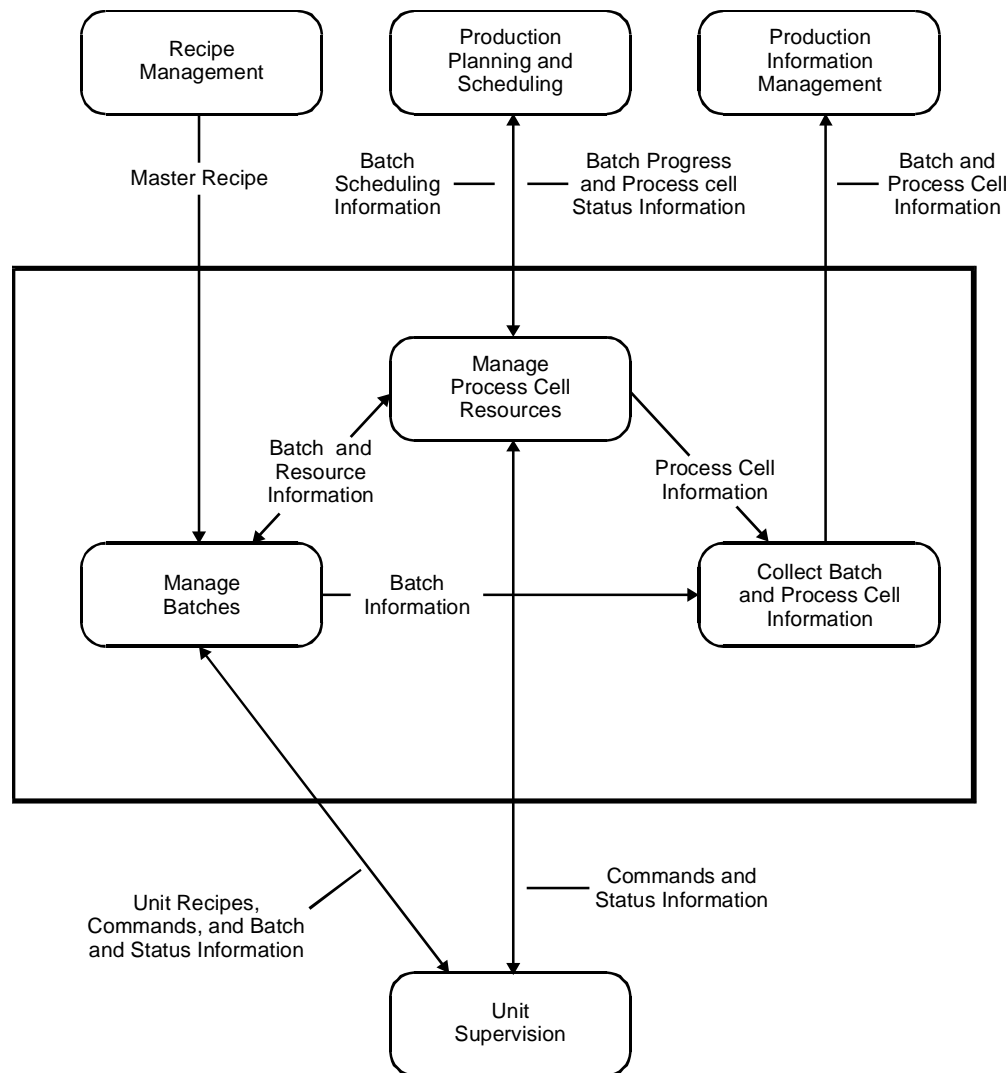 Recipe
Management
Production
Planning and
Scheduling
Production
Information
Management
Master Recipe
Batch
Scheduling
Information
Batch Progress
and Process cell
Status Information
Batch and
Process Cell
Information
Manage
Process Cell
Resources
Batch and
Resource
Information
Process Cell
Information
Manage
Batches
Batch
Information
Collect Batch
and Process Cell
Information
Unit Recipes,
Commands, and Batch
and Status Information
Commands and
Status Information
Unit
Supervision